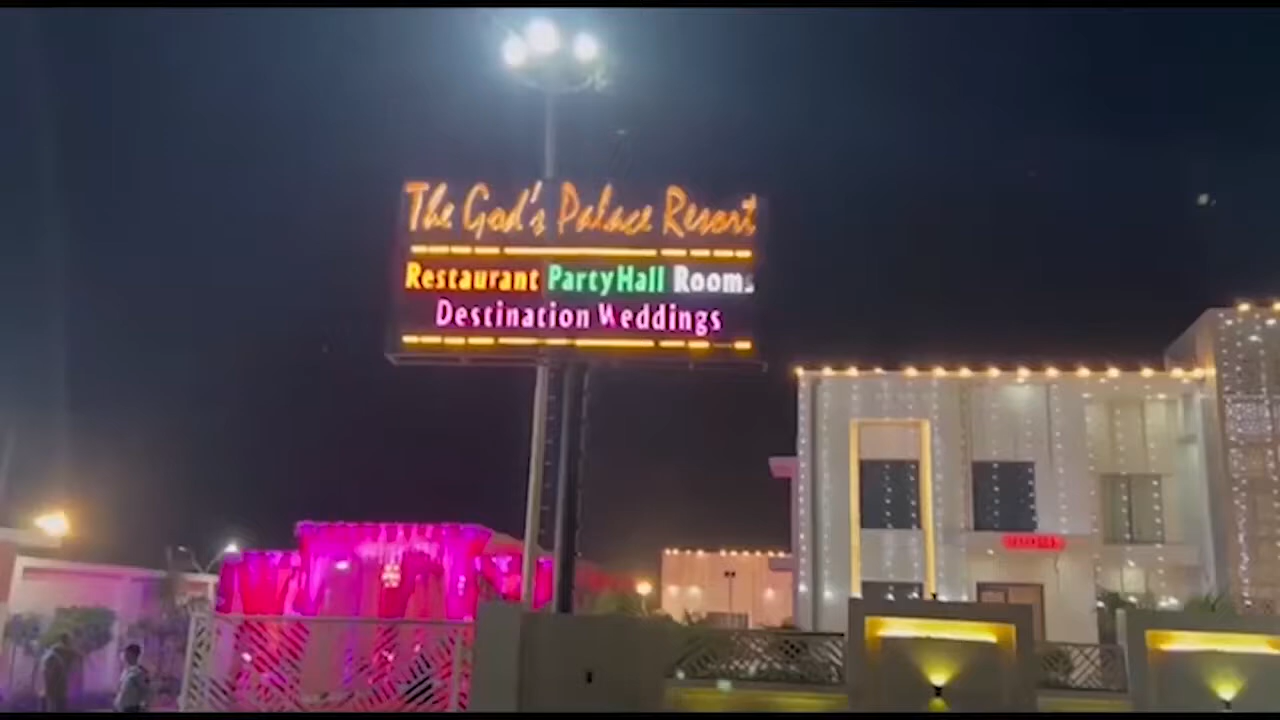 The God's Palace Resort
Restaurant PartyHall Rooms
Destination Weddings